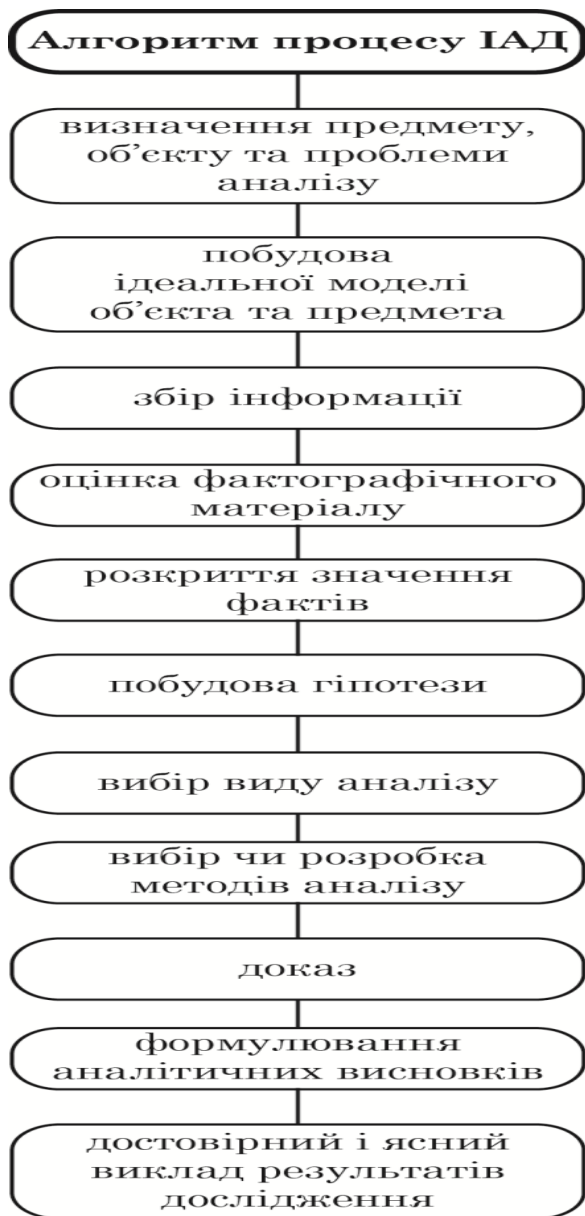 Алгоритм процесу ІАД
визначення предмету,
об’єкту та проблеми
аналізу
побудова
ідеальної моделі
об’єкта та предмета
збір інформації
оцінка фактографічного
матеріалу
розкриття значення
фактів
побудова гіпотези
вибір виду аналізу
вибір чи розробка
методів аналізу
доказ
формулювання
аналітичних висновків
достовірний і ясний
виклад результатів
дослідження